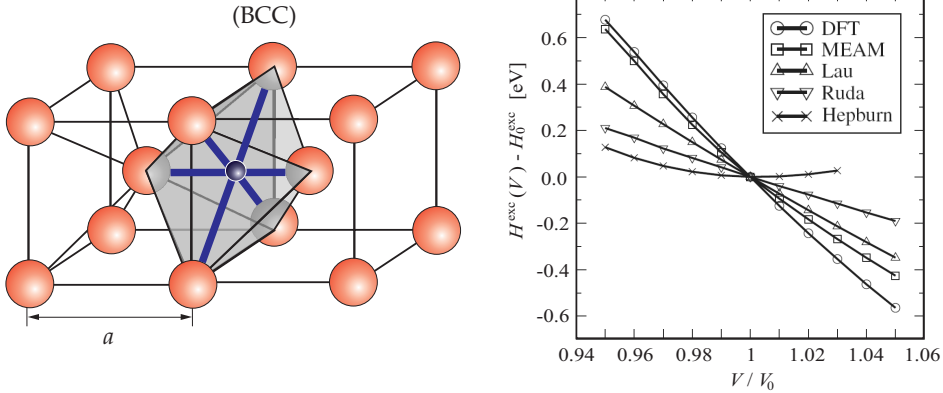 (BCC)
a
H^exc(V) - H_0^exc [eV]
0.6
0.4
0.2
0.0
-0.2
-0.4
-0.6
DFT
MEAM
Lau
Ruda
Hepburn
0.94 0.96 0.98 1 1.02 1.04 1.06
V / V_0